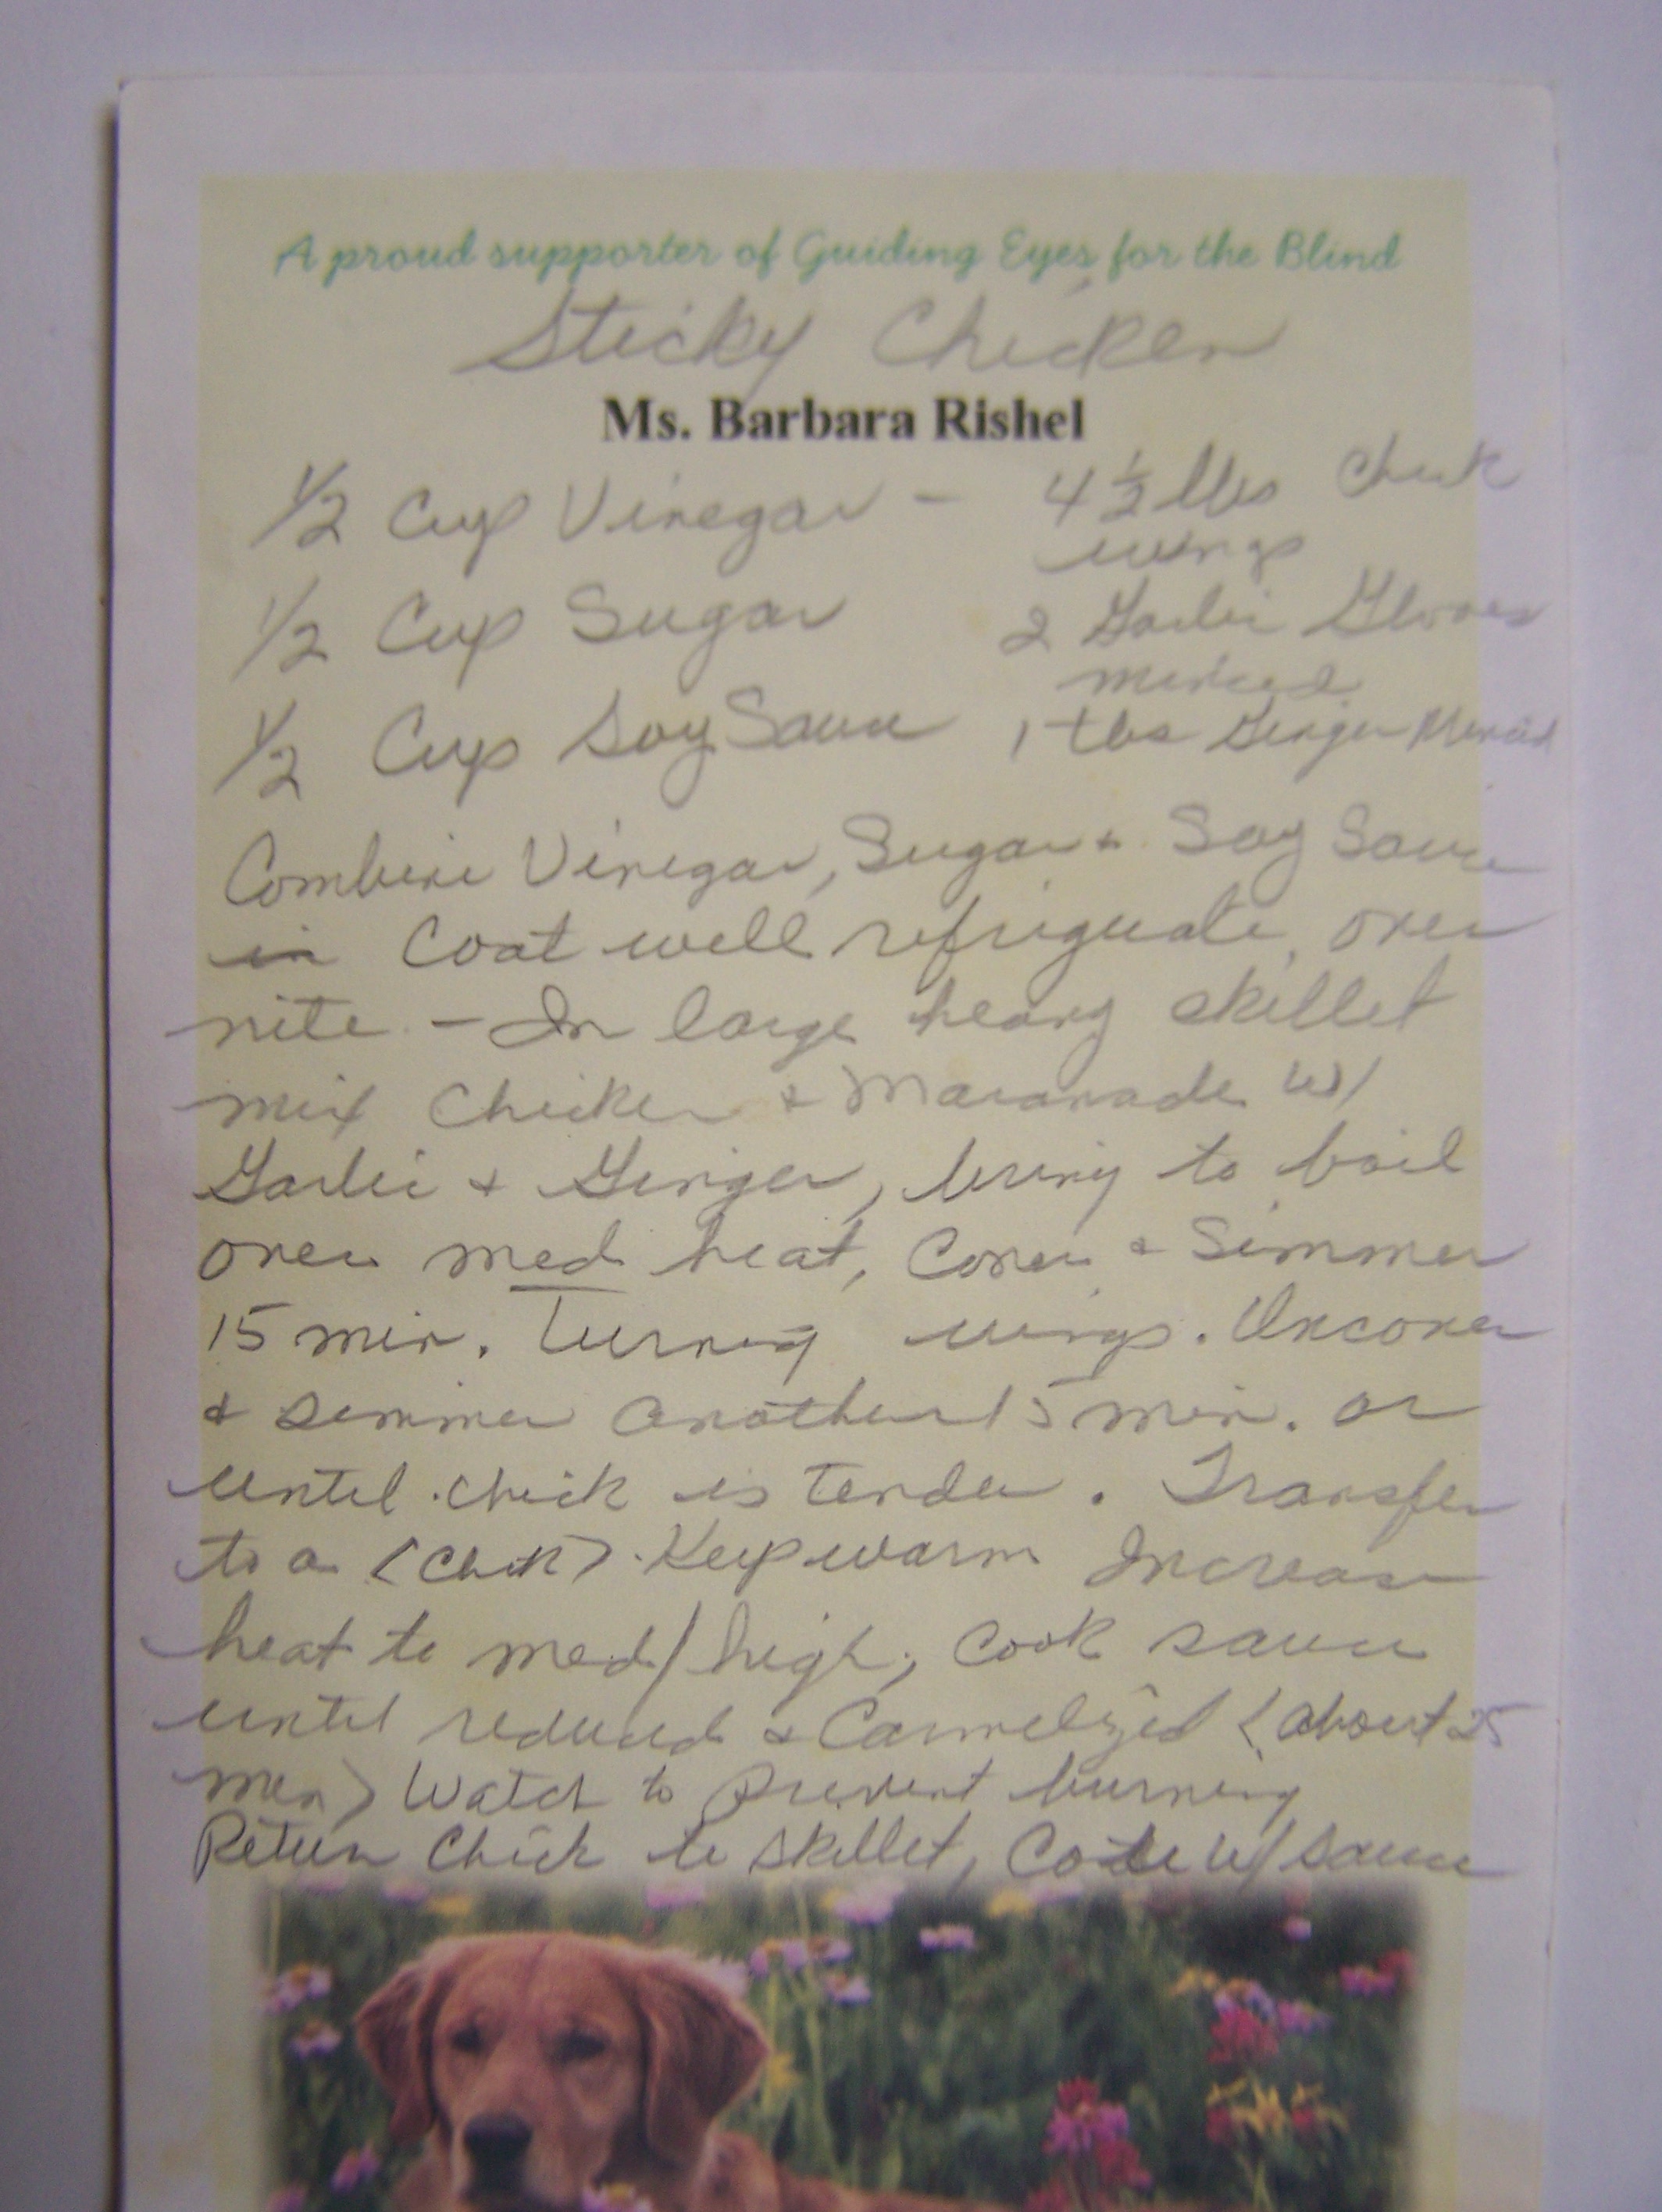 A proud supporter of Guiding Eyes for the Blind
Sticky Chicken
Ms. Barbara Rishel
1/2 Cup Vinegar - 4 1/2 lbs Chick
wings
1/2 Cup Sugar 2 Garlic Gloves
minced
1/2 Cup Soy Sauce 1 tbs Ginger Minced
Combine Vinegar, Sugar & Soy Sauce
in Coat well refrigerate over
nite - In large heavy skillet
mix Chicken & Maranade w/
Garlic & Ginger, bring to boil
over med heat, Cover & Simmer
15 min. Turning wings. Uncover
& simmer another 15 min. or
until chick is tender. Transfer
to a <Chick>. Keep warm Increase
heat to med/high, Cook sauce
until reduced & Carmelized <about 25
min> Watch to prevent burning
Return Chick to skillet, Cote w/ sauce